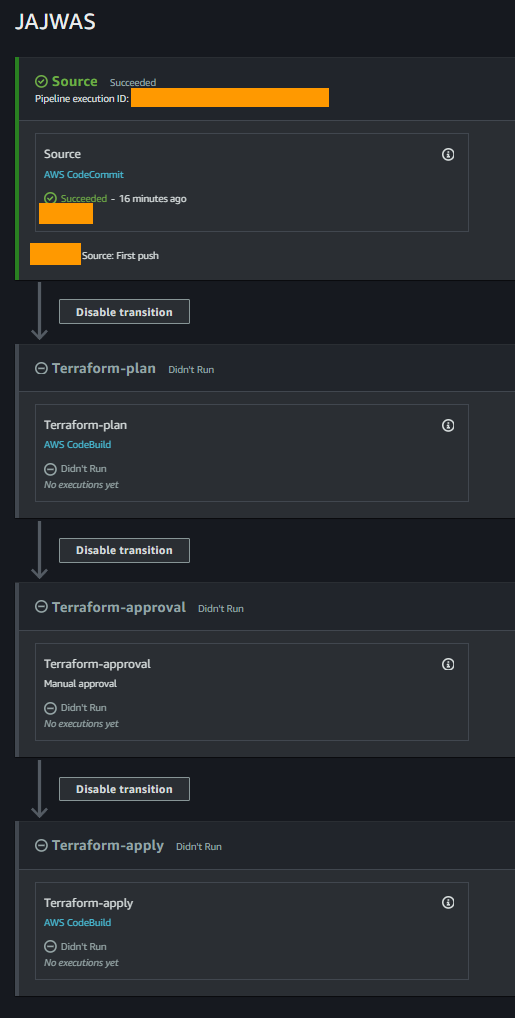 JAJWAS
Source Succeeded
Pipeline execution ID:
Source
AWS CodeCommit
Succeeded - 16 minutes ago
Source: First push
Disable transition
Terraform-plan Didn't Run
Terraform-plan
AWS CodeBuild
Didn't Run
No executions yet
Disable transition
Terraform-approval Didn't Run
Terraform-approval
Manual approval
Didn't Run
No executions yet
Disable transition
Terraform-apply Didn't Run
Terraform-apply
AWS CodeBuild
Didn't Run
No executions yet